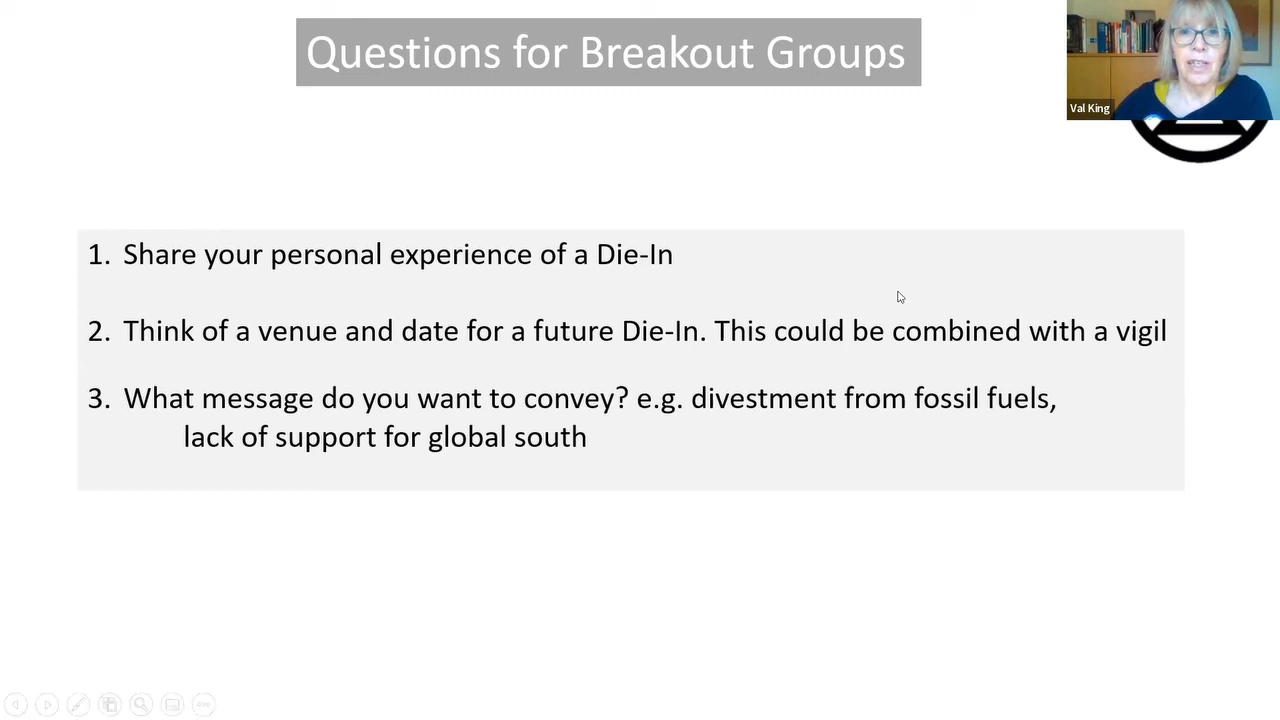 Questions for Breakout Groups
Val King
1. Share your personal experience of a Die-In
2. Think of a venue and date for a future Die-In. This could be combined with a vigil
3. What message do you want to convey? e.g. divestment from fossil fuels,
lack of support for global south